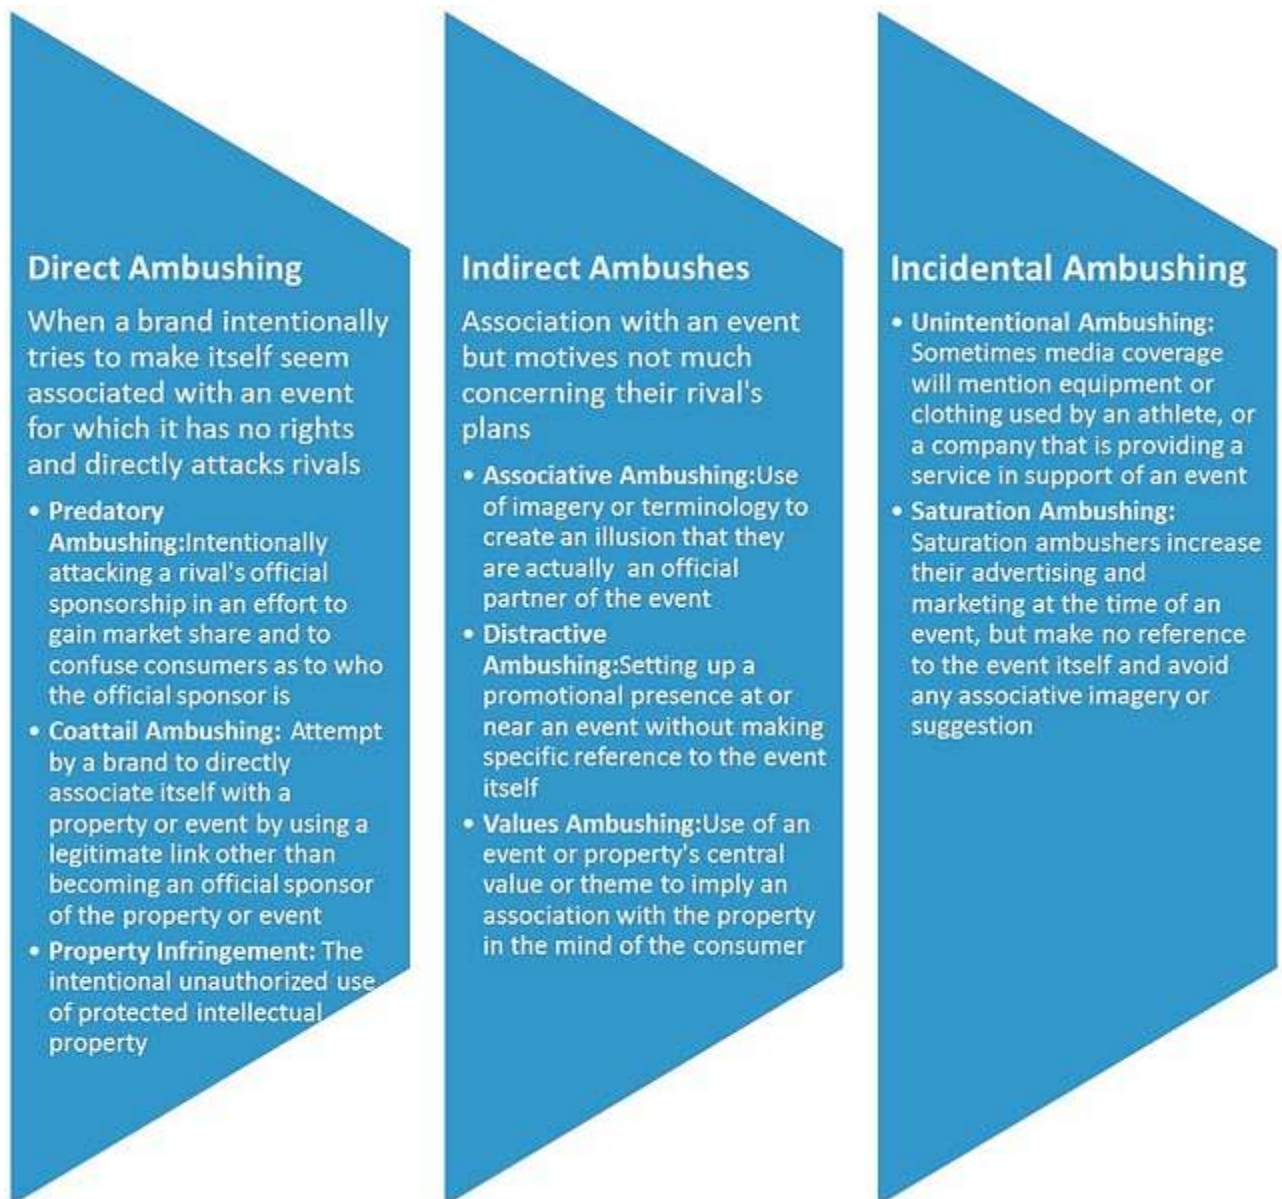 Direct Ambushing
When a brand intentionally
tries to make itself seem
associated with an event
for which it has no rights
and directly attacks rivals
• Predatory
Ambushing:Intentionally
attacking a rival's official
sponsorship in an effort to
gain market share and to
confuse consumers as to who
the official sponsor is
• Coattail Ambushing: Attempt
by a brand to directly
associate itself with a
property or event by using a
legitimate link other than
becoming an official sponsor
of the property or event
• Property Infringement: The
intentional unauthorized use
of protected intellectual
property
Indirect Ambushes
Association with an event
but motives not much
concerning their rival's
plans
• Associative Ambushing:Use
of imagery or terminology to
create an illusion that they
are actually an official
partner of the event
• Distractive
Ambushing:Setting up a
promotional presence at or
near an event without making
specific reference to the event
itself
• Values Ambushing:Use of an
event or property's central
value or theme to imply an
association with the property
in the mind of the consumer
Incidental Ambushing
• Unintentional Ambushing:
Sometimes media coverage
will mention equipment or
clothing used by an athlete, or
a company that is providing a
service in support of an event
• Saturation Ambushing:
Saturation ambushers increase
their advertising and
marketing at the time of an
event, but make no reference
to the event itself and avoid
any associative imagery or
suggestion